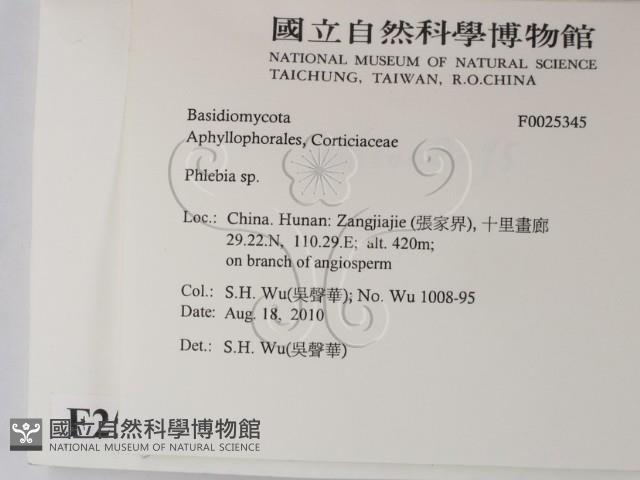 國立自然科學博物館
NATIONAL MUSEUM OF NATURAL SCIENCE
TAICHUNG, TAIWAN, R.O.CHINA
Basidiomycota F0025345
Aphyllophorales, Corticiaceae
Phlebia sp.
Loc.: China. Hunan: Zangjiajie (張家界), 十里畫廊
29.22.N, 110.29.E; alt. 420m;
on branch of angiosperm
Col.: S.H. Wu(吳聲華); No. Wu 1008-95
Date: Aug. 18, 2010
Det.: S.H. Wu(吳聲華)
國立自然科學博物館
NATIONAL MUSEUM OF NATURAL SCIENCE